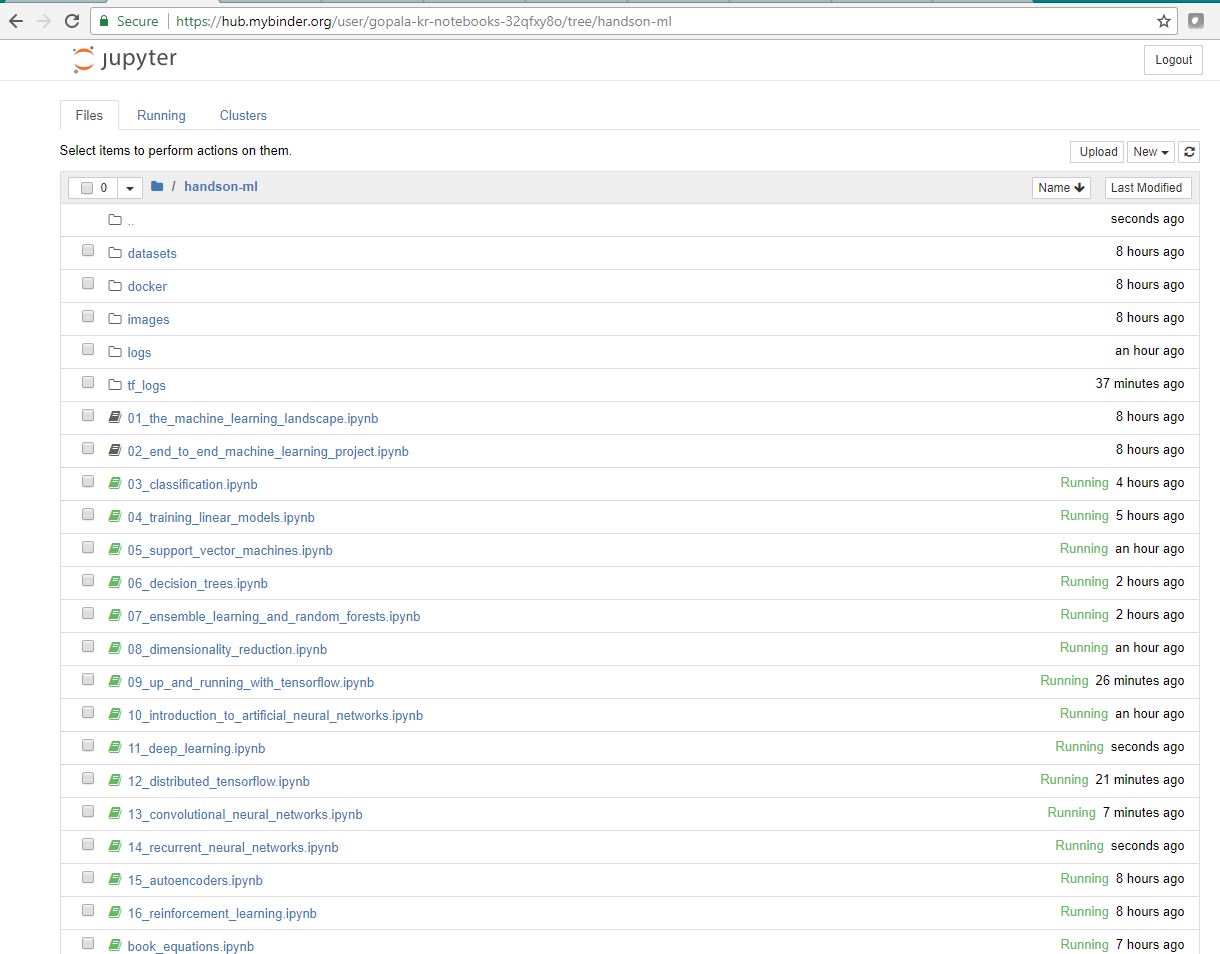 Secure https://hub.mybinder.org/user/gopala-kr-notebooks-32qfxy8o/tree/handson-ml
jupyter Logout
Files Running Clusters
Select items to perform actions on them. Upload New
0 / handson-ml Name Last Modified
.. seconds ago
datasets 8 hours ago
docker 8 hours ago
images 8 hours ago
logs an hour ago
tf_logs 37 minutes ago
01_the_machine_learning_landscape.ipynb 8 hours ago
02_end_to_end_machine_learning_project.ipynb 8 hours ago
03_classification.ipynb Running 4 hours ago
04_training_linear_models.ipynb Running 5 hours ago
05_support_vector_machines.ipynb Running an hour ago
06_decision_trees.ipynb Running 2 hours ago
07_ensemble_learning_and_random_forests.ipynb Running 2 hours ago
08_dimensionality_reduction.ipynb Running an hour ago
09_up_and_running_with_tensorflow.ipynb Running 26 minutes ago
10_introduction_to_artificial_neural_networks.ipynb Running an hour ago
11_deep_learning.ipynb Running seconds ago
12_distributed_tensorflow.ipynb Running 21 minutes ago
13_convolutional_neural_networks.ipynb Running 7 minutes ago
14_recurrent_neural_networks.ipynb Running seconds ago
15_autoencoders.ipynb Running 8 hours ago
16_reinforcement_learning.ipynb Running 8 hours ago
book_equations.ipynb Running 7 hours ago